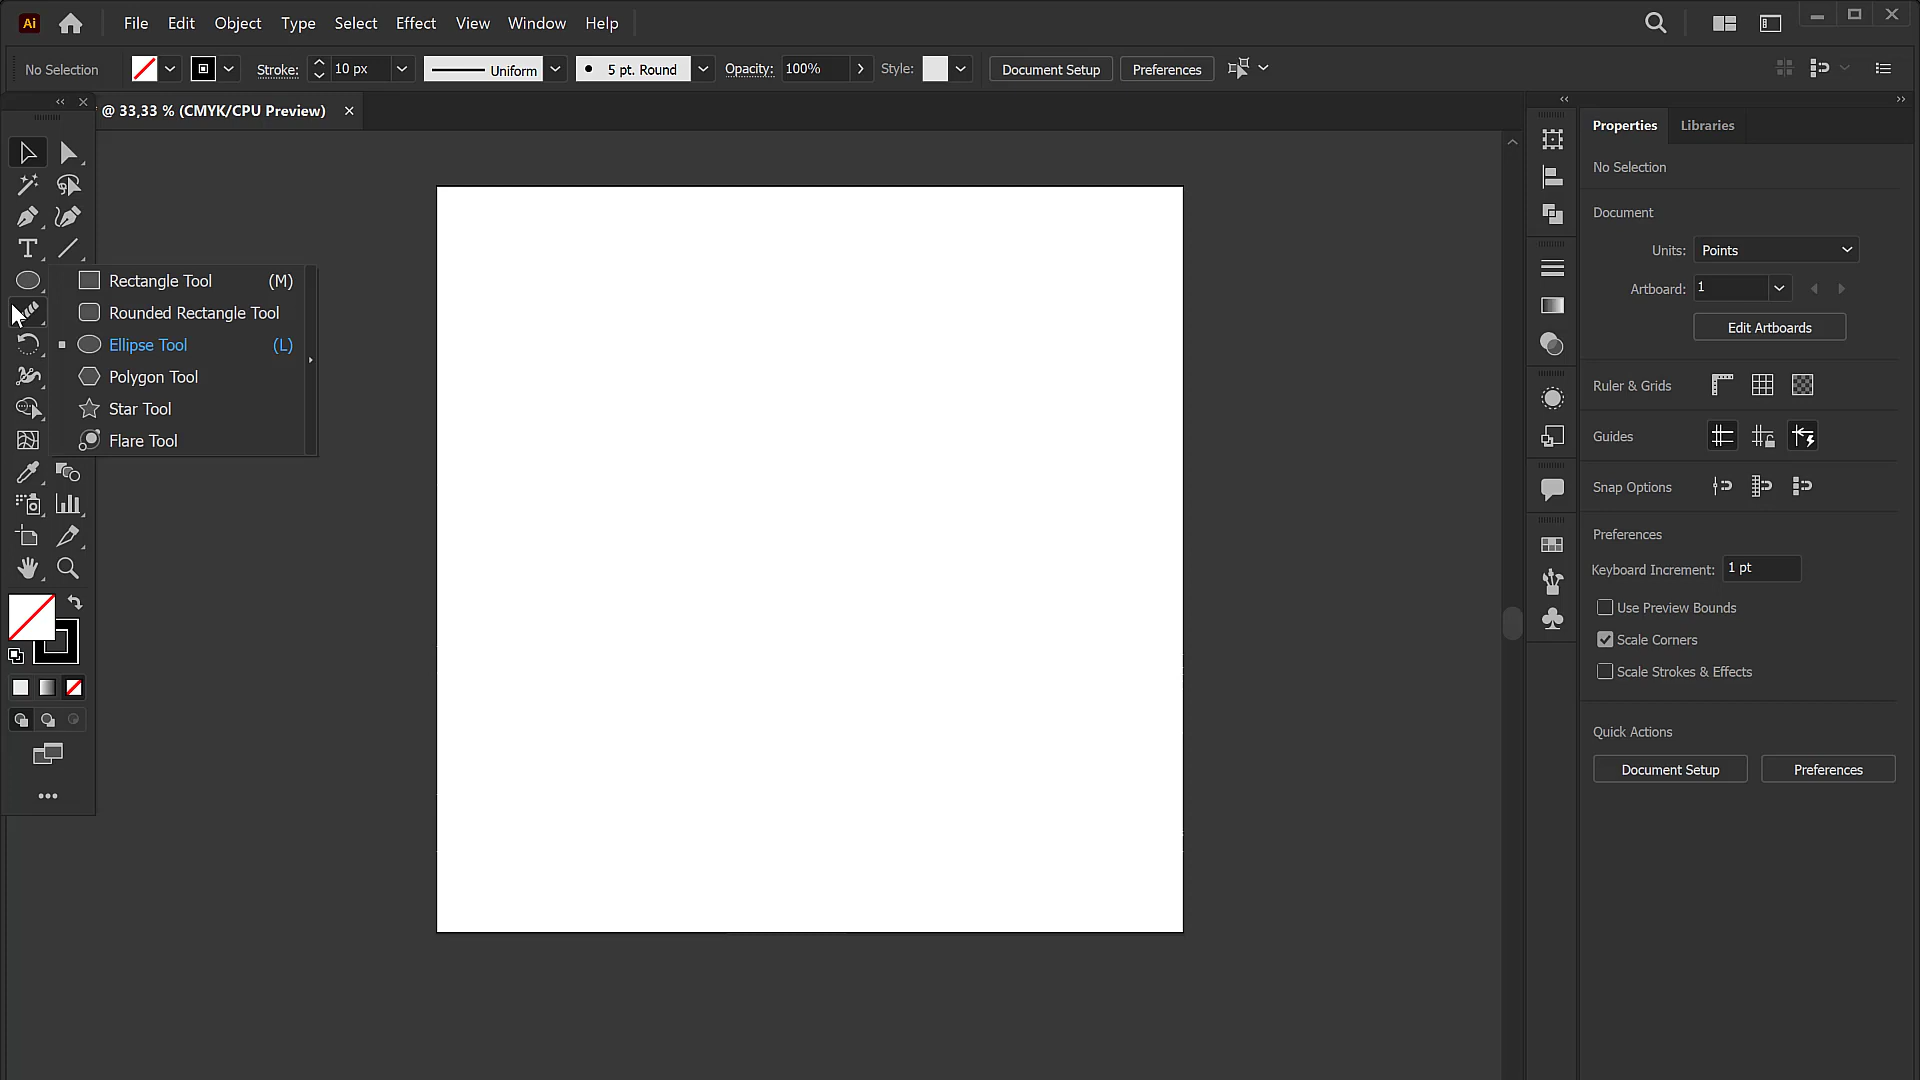 Ai
File Edit Object Type Select Effect View Window Help
No Selection Stroke: 10 px Uniform 5 pt. Round Opacity: 100% Style: Document Setup Preferences
@ 33,33 % (CMYK/CPU Preview)
Rectangle Tool (M)
Rounded Rectangle Tool
Ellipse Tool (L)
Polygon Tool
Star Tool
Flare Tool
Properties Libraries
No Selection
Document
Units: Points
Artboard: 1
Edit Artboards
Ruler & Grids
Guides
Snap Options
Preferences
Keyboard Increment: 1 pt
Use Preview Bounds
Scale Corners
Scale Strokes & Effects
Quick Actions
Document Setup Preferences